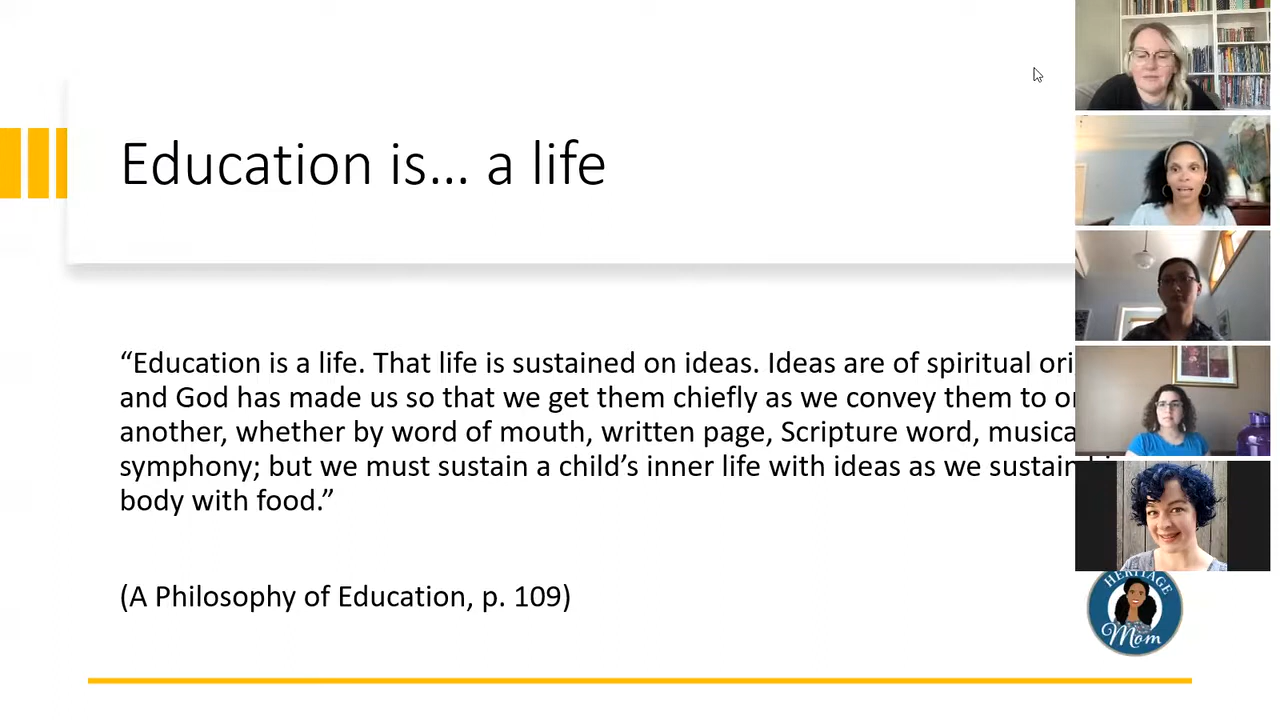 Education is... a life
“Education is a life. That life is sustained on ideas. Ideas are of spiritual
and God has made us so that we get them chiefly as we convey them to
another, whether by word of mouth, written page, Scripture word,
symphony; but we must sustain a child’s inner life with ideas as we sustain
body with food.”
(A Philosophy of Education, p. 109)
HERITAGE
Mom